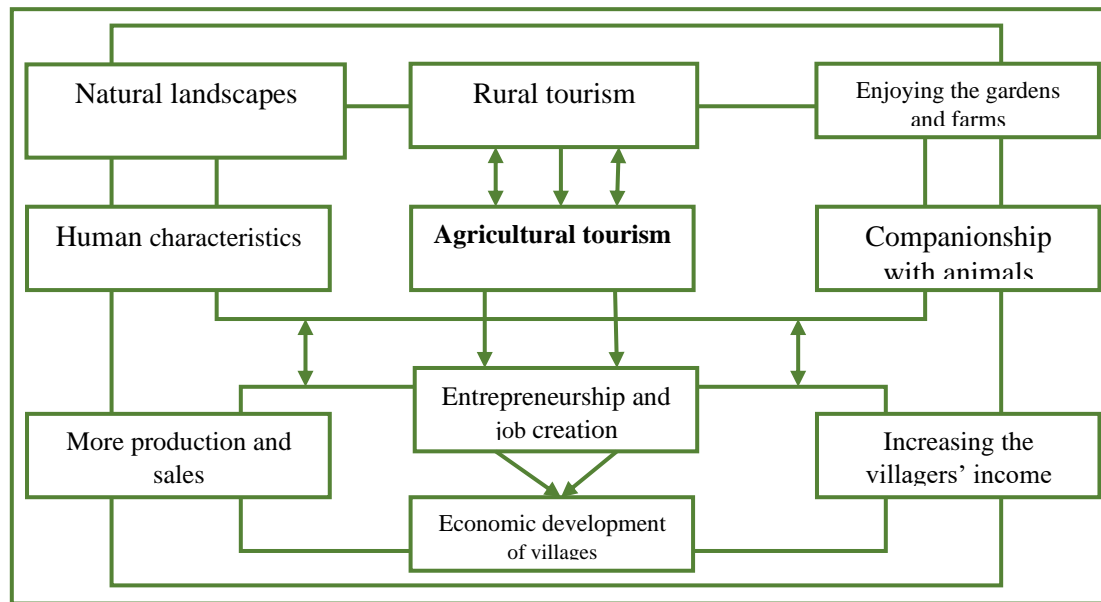 Natural landscapes
Rural tourism
Enjoying the gardens
and farms
Human characteristics
Agricultural tourism
Companionship
with animals
Entrepreneurship and
job creation
More production and
sales
Increasing the
villagers’ income
Economic development
of villages